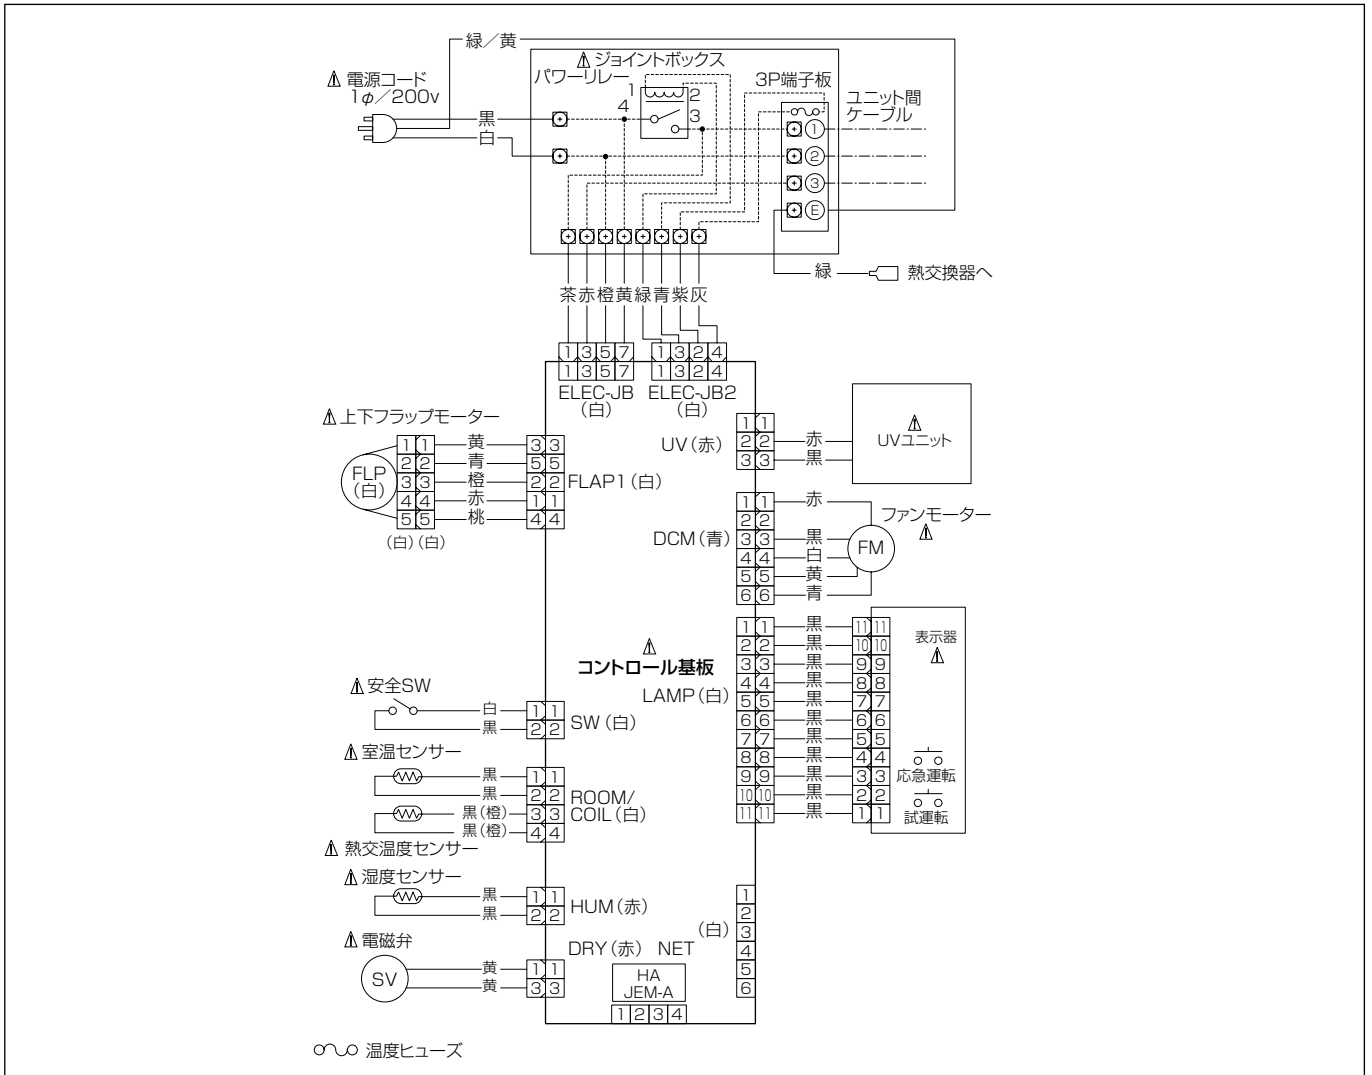 緑／黄
⚠ジョイントボックス
パワーリレー
⚠ 電源コード
1φ／200v
3P端子板
ユニット間
ケーブル
1
2
4
3
黒
白
1
2
3
E
緑
熱交換器へ
茶赤橙黄緑青紫灰
1 3 5 7
1 3 2 4
1 3 5 7
1 3 2 4
ELEC-JB
(白)
ELEC-JB2
(白)
⚠上下フラップモーター
FLP
(白)
1 1 黄 3 3
2 2 青 5 5
3 3 橙 2 2
4 4 赤 1 1
5 5 桃 4 4
(白) (白)
FLAP1 (白)
UV (赤)
1 1
2 2 赤
3 3 黒
⚠
UVユニット
DCM (青)
1 1 赤
2 2
3 3 黒
4 4 白
5 5 黄
6 6 青
ファンモーター
⚠
FM
⚠
コントロール基板
LAMP (白)
1 1 黒 11 11
2 2 黒 10 10
3 3 黒 9 9
4 4 黒 8 8
5 5 黒 7 7
6 6 黒 6 6
7 7 黒 5 5
8 8 黒 4 4
9 9 黒 3 3
10 10 黒 2 2
11 11 黒 1 1
表示器
⚠
応急運転
試運転
⚠安全SW
白 1 1
黒 2 2
SW (白)
⚠室温センサー
黒 1 1
黒 2 2
黒(橙) 3 3
黒(橙) 4 4
ROOM/
COIL (白)
⚠ 熱交温度センサー
⚠湿度センサー
黒 1 1
黒 2 2
HUM (赤)
⚠電磁弁
SV
黄 1 1
黄 3 3
DRY (赤)
NET
(白)
1
2
3
4
5
6
HA
JEM-A
1 2 3 4
温度ヒューズ